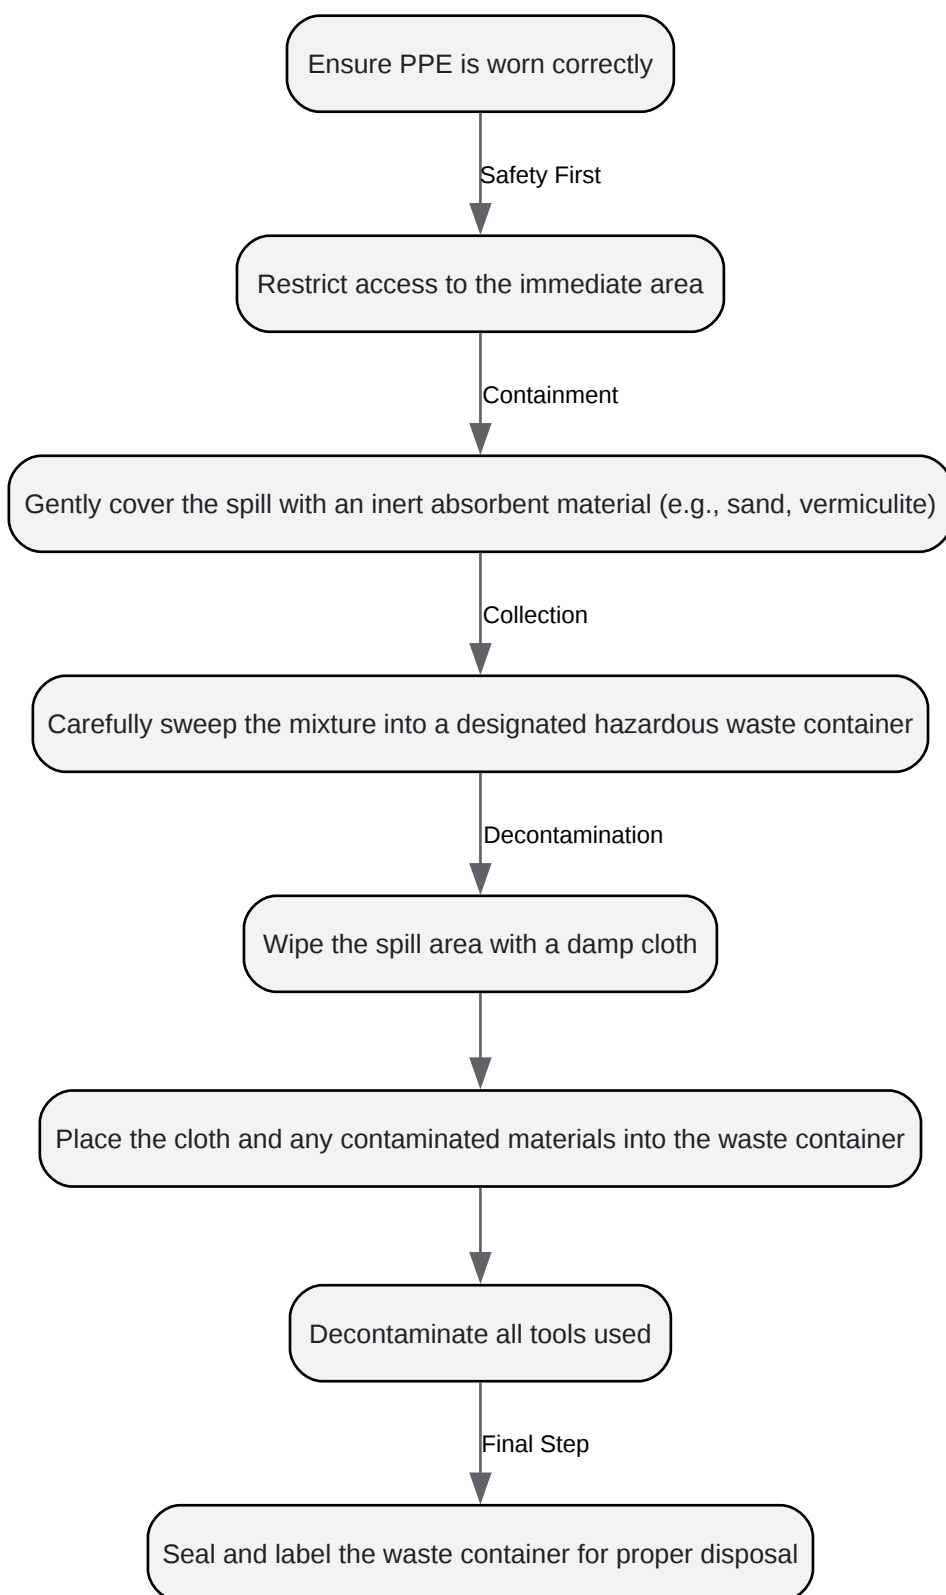 Ensure PPE is worn correctly
Safety First
Restrict access to the immediate area
Containment
Gently cover the spill with an inert absorbent material (e.g., sand, vermiculite)
Collection
Carefully sweep the mixture into a designated hazardous waste container
Decontamination
Wipe the spill area with a damp cloth
Place the cloth and any contaminated materials into the waste container
Decontaminate all tools used
Final Step
Seal and label the waste container for proper disposal